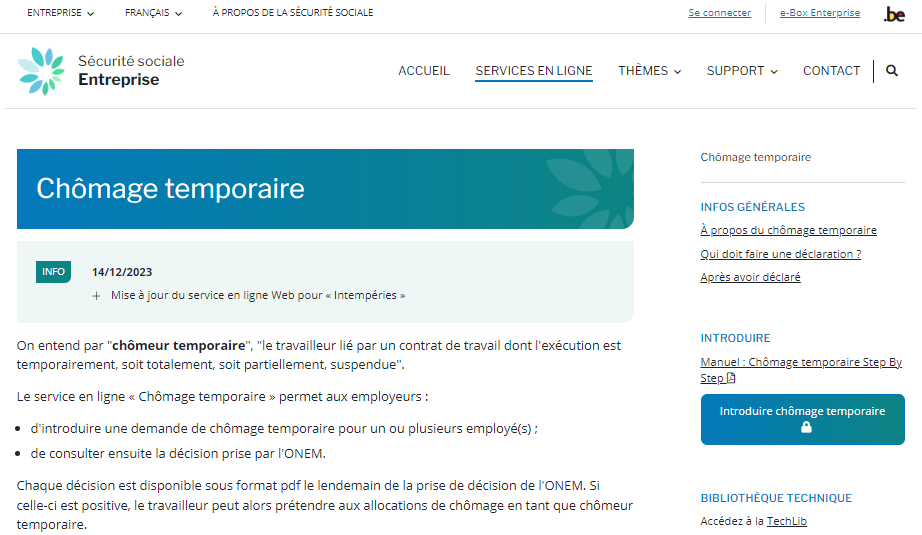 ENTREPRISE FRANÇAIS À PROPOS DE LA SÉCURITÉ SOCIALE Se connecter e-Box Enterprise .be
Sécurité sociale
Entreprise
ACCUEIL SERVICES EN LIGNE THÈMES SUPPORT CONTACT
Chômage temporaire
INFO 14/12/2023
+ Mise à jour du service en ligne Web pour « Intempéries »
On entend par "chômeur temporaire", "le travailleur lié par un contrat de travail dont l'exécution est
temporairement, soit totalement, soit partiellement, suspendue".
Le service en ligne « Chômage temporaire » permet aux employeurs :
• d'introduire une demande de chômage temporaire pour un ou plusieurs employé(s) ;
• de consulter ensuite la décision prise par l'ONEM.
Chaque décision est disponible sous format pdf le lendemain de la prise de décision de l'ONEM. Si
celle-ci est positive, le travailleur peut alors prétendre aux allocations de chômage en tant que chômeur
temporaire.
Chômage temporaire
INFOS GÉNÉRALES
À propos du chômage temporaire
Qui doit faire une déclaration ?
Après avoir déclaré
INTRODUIRE
Manuel : Chômage temporaire Step By
Step
Introduire chômage temporaire
BIBLIOTHÈQUE TECHNIQUE
Accédez à la TechLib